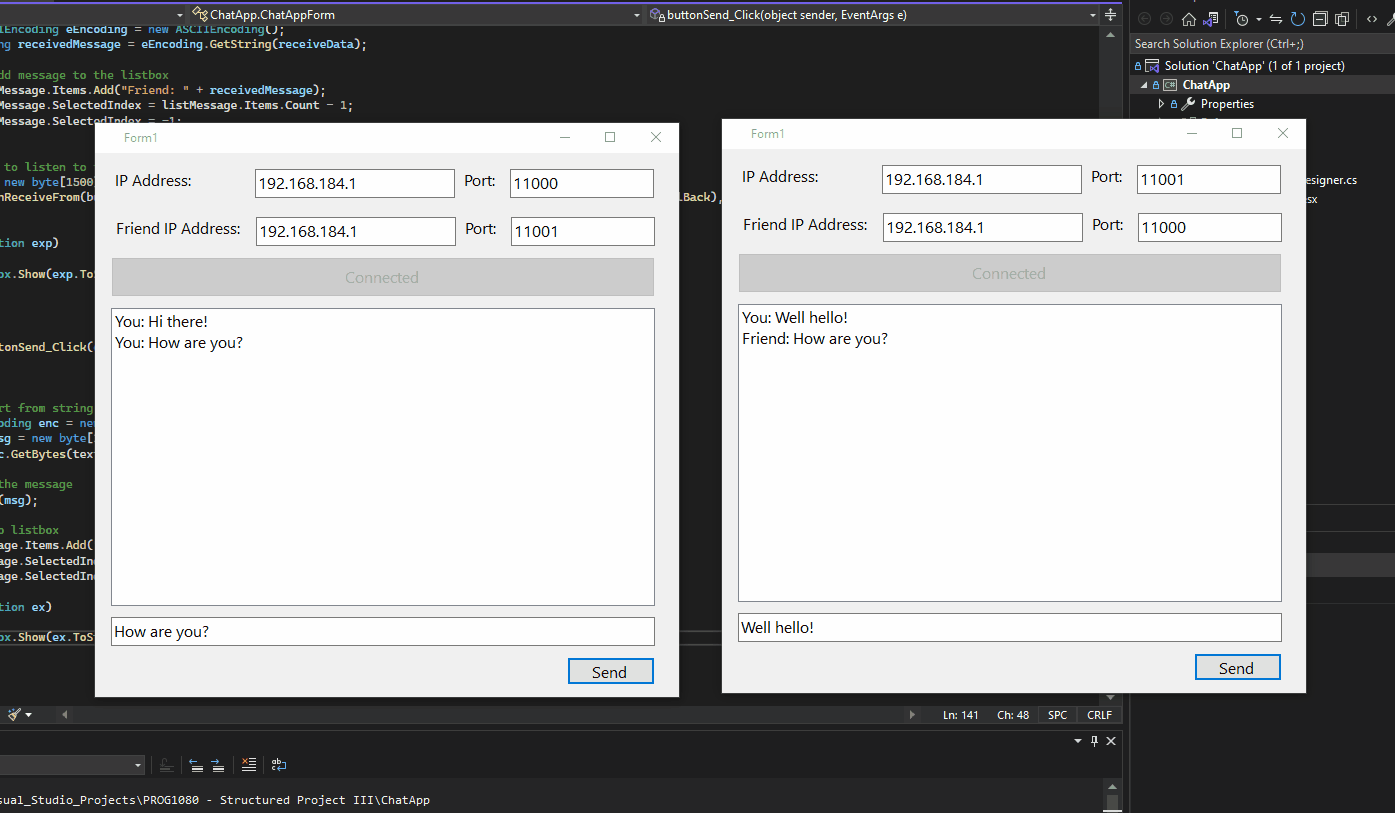 ChatApp.ChatAppForm
buttonSend_Click(object sender, EventArgs e)
eEncoding = new ASCIIEncoding();
receivedMessage = eEncoding.GetString(receiveData);
message to the listbox
Message.Items.Add("Friend: " + receivedMessage);
Message.SelectedIndex = listMessage.Items.Count - 1;
Message.SelectedIndex = -1;
to listen to
new byte[1500]
nReceiveFrom(b
lBack),
tion exp)
ox.Show(exp.To
tonSend_Click(
rt from string
oding enc = ne
sg = new byte[
c.GetBytes(tex
the message
(msg);
o listbox
age.Items.Add(
age.SelectedInd
age.SelectedInd
tion ex)
ox.Show(ex.ToSt
Ln: 141 Ch: 48 SPC CRLF
sual_Studio_Projects\PROG1080 - Structured Project III\ChatApp
Form1
IP Address: 192.168.184.1 Port: 11000
Friend IP Address: 192.168.184.1 Port: 11001
Connected
You: Hi there!
You: How are you?
How are you?
Send
Form1
IP Address: 192.168.184.1 Port: 11001
Friend IP Address: 192.168.184.1 Port: 11000
Connected
You: Well hello!
Friend: How are you?
Well hello!
Send
Search Solution Explorer (Ctrl+;)
Solution 'ChatApp' (1 of 1 project)
C# ChatApp
Properties
esigner.cs
sx